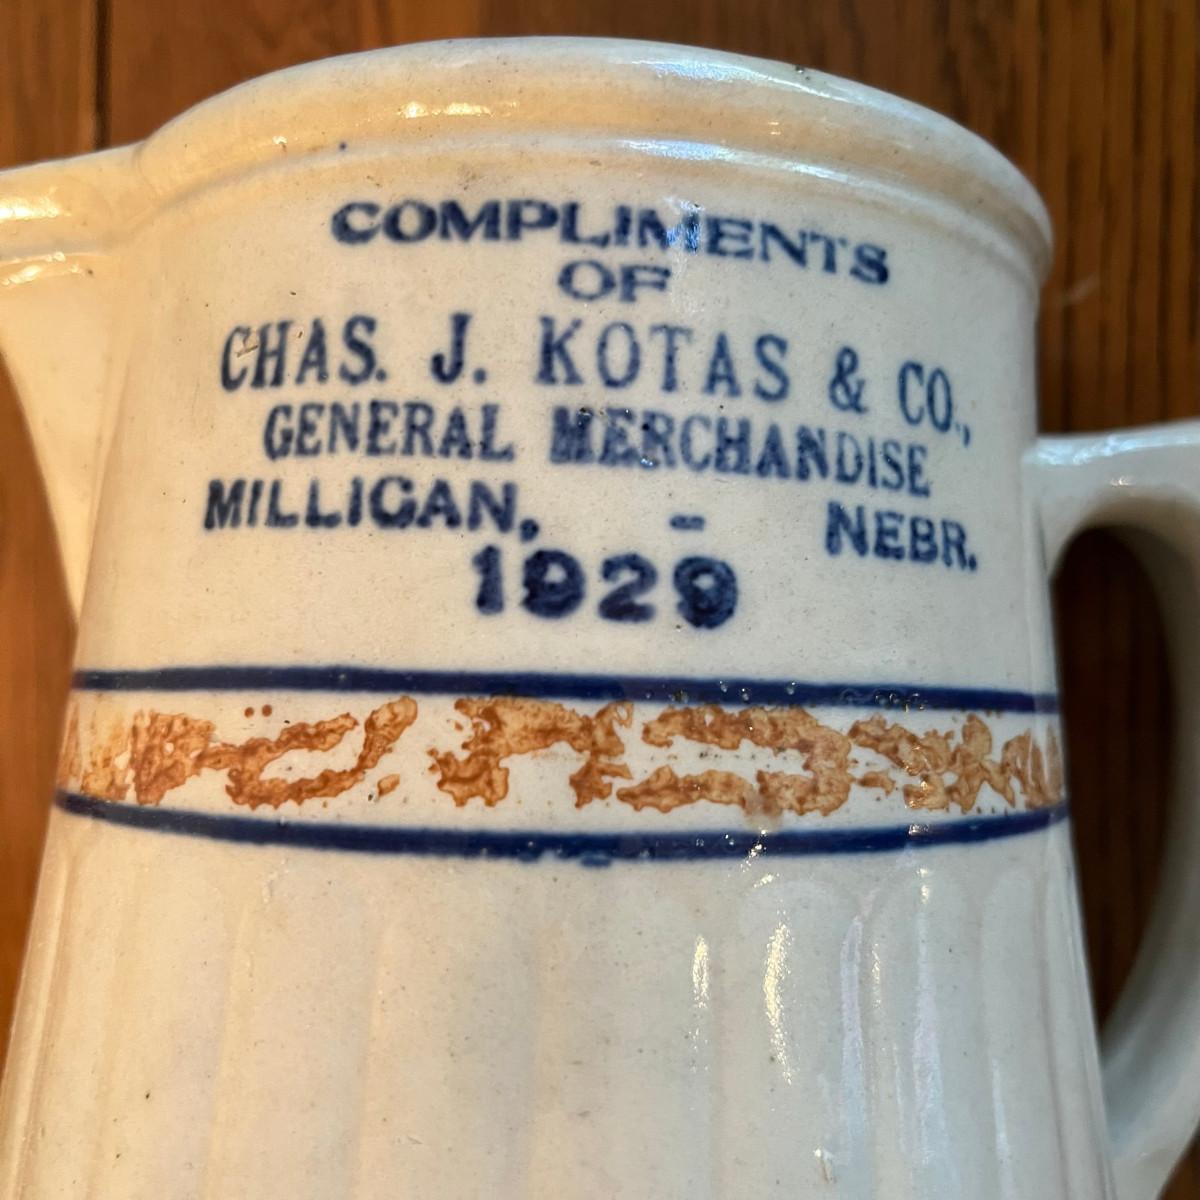 COMPLIMENTS
OF
CHAS. J. KOTAS & CO.,
GENERAL MERCHANDISE
MILLIGAN, - NEBR.
1929